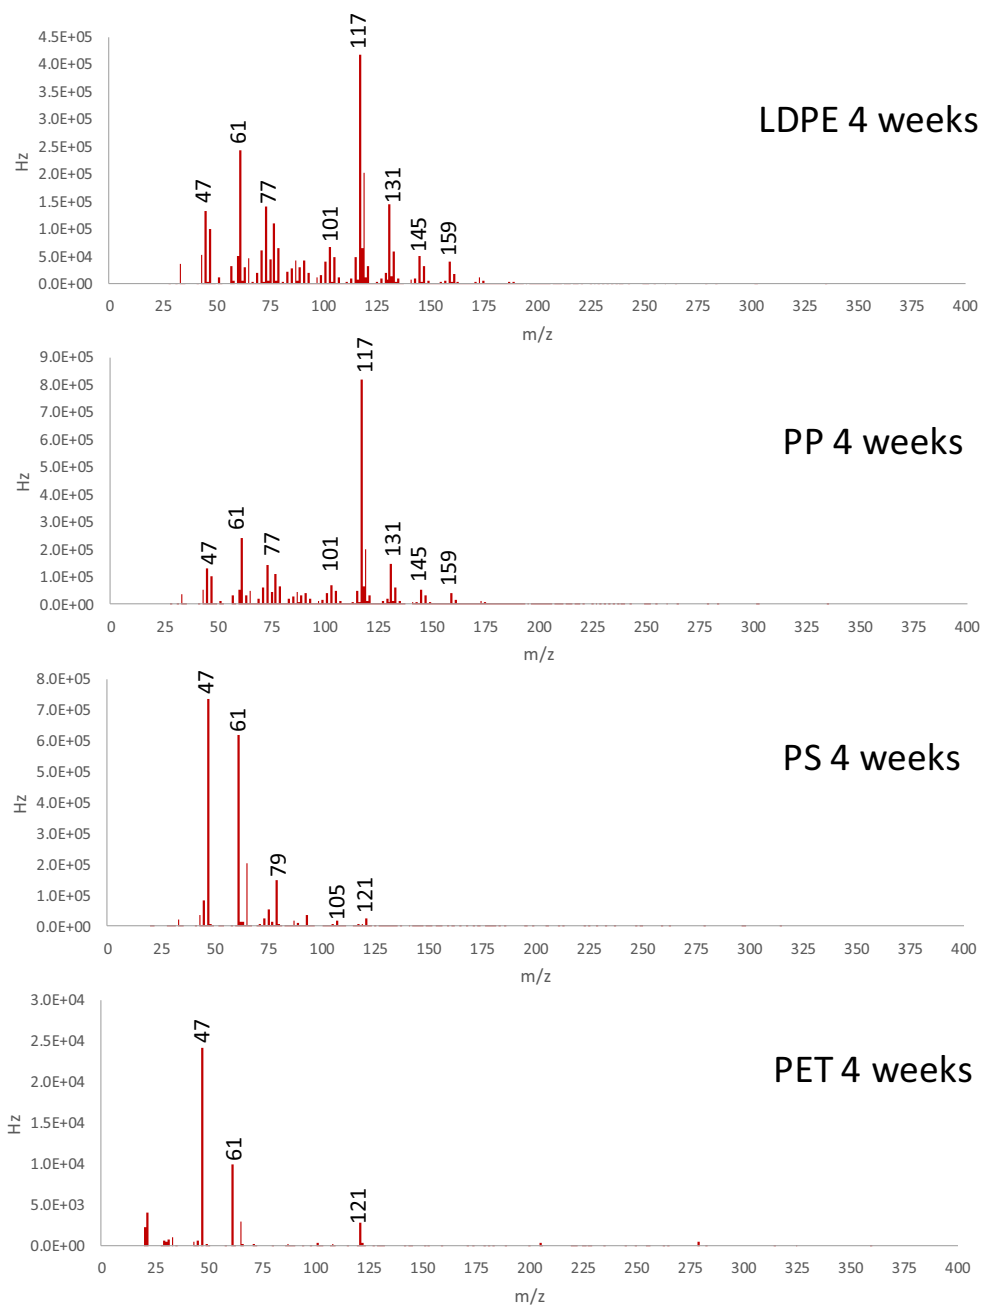 117
4.5E+05
4.0E+05
3.5E+05
3.0E+05
2.5E+05
2.0E+05
1.5E+05
1.0E+05
5.0E+04
0.0E+00
Hz
47
61
77
101
131
145
159
LDPE 4 weeks
0 25 50 75 100 125 150 175 200 225 250 275 300 325 350 375 400
m/z
117
9.0E+05
8.0E+05
7.0E+05
6.0E+05
5.0E+05
4.0E+05
3.0E+05
2.0E+05
1.0E+05
0.0E+00
Hz
47
61
77
101
131
145
159
PP 4 weeks
0 25 50 75 100 125 150 175 200 225 250 275 300 325 350 375 400
m/z
8.0E+05
7.0E+05
6.0E+05
5.0E+05
4.0E+05
3.0E+05
2.0E+05
1.0E+05
0.0E+00
Hz
47
61
79
105
121
PS 4 weeks
0 25 50 75 100 125 150 175 200 225 250 275 300 325 350 375 400
m/z
3.0E+04
2.5E+04
2.0E+04
1.5E+04
1.0E+04
5.0E+03
0.0E+00
Hz
47
61
121
PET 4 weeks
0 25 50 75 100 125 150 175 200 225 250 275 300 325 350 375 400
m/z